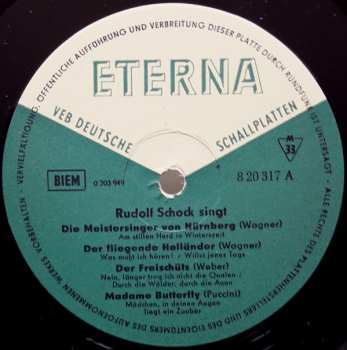 VERVIELFÄLTIGUNG, ÖFFENTLICHE AUFFÜHRUNG UND VERBREITUNG DIESER PLATTE DURCH RUNDFUNK IST UNTERSAGT · ALLE RECHTE DES PLATTENHERSTELLERS UND DES EIGENTÜMERS DES AUFGENOMMENEN WERKES VORBEHALTEN ·
ETERNA
VEB DEUTSCHE SCHALLPLATTEN
M
33
BIEM
0 203 949
8 20 317 A
Rudolf Schock singt
Die Meistersinger von Nürnberg (Wagner)
Am stillen Herd in Winterszeit
Der fliegende Holländer (Wagner)
Was muß ich hören! · Willst jenes Tags
Der Freischütz (Weber)
Nein, länger trag ich nicht die Qualen ·
Durch die Wälder, durch die Auen
Madame Butterfly (Puccini)
Mädchen, in deinen Augen
liegt ein Zauber